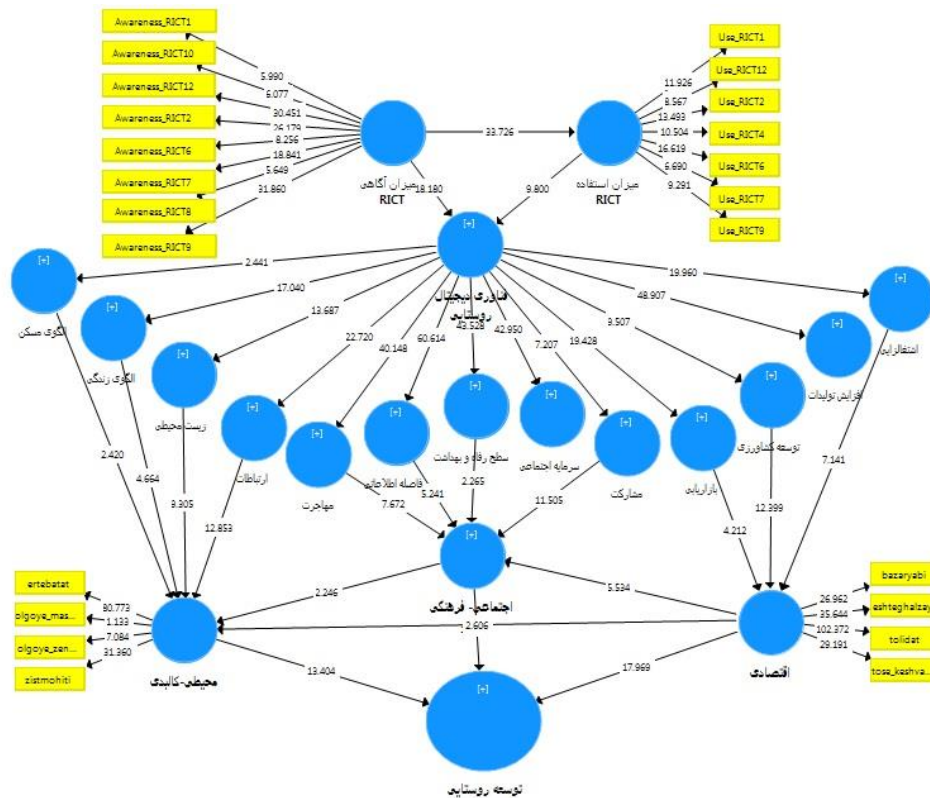 Awareness_RICT1
Awareness_RICT10
Awareness_RICT12
Awareness_RICT2
Awareness_RICT6
Awareness_RICT7
Awareness_RICT8
Awareness_RICT9
5.990
6.077
30.451
26.179
8.256
18.841
5.649
31.860
33.726
Use_RICT1
Use_RICT12
Use_RICT2
Use_RICT4
Use_RICT6
Use_RICT7
Use_RICT9
11.926
8.567
13.493
10.504
16.619
6.690
9.291
میزان آگاهی
RICT
میزان استفاده
RICT
18.180
9.800
[+]
فناوری دیجیتال
روستایی
2.441
17.040
13.687
22.720
40.148
60.614
43.528
42.950
7.207
19.428
9.507
48.907
19.960
[+]
الگوی مسکن
[+]
الگوی زندگی
[+]
زیست محیطی
[+]
ارتباطات
[+]
مهاجرت
[+]
فاصله اطلاعاتی
[+]
سطح رفاه و بهداشت
[+]
سرمایه اجتماعی
[+]
مشارکت
[+]
بازاریابی
[+]
توسعه کشاورزی
[+]
افزایش تولیدات
[+]
اشتغالزایی
2.420
4.664
9.305
12.853
7.672
5.241
2.265
11.505
4.212
12.399
7.141
[+]
اجتماعی- فرهنگی
2.246
5.534
2.606
ertebatat
olgoye_mas...
olgoye_zen...
zistmohiti
30.773
1.133
7.084
31.360
محیطی-کالبدی
bazaryabi
eshteghalzay
tolidat
tose_keshva...
26.962
35.644
102.372
29.191
اقتصادی
13.404
17.969
[+]
توسعه روستایی